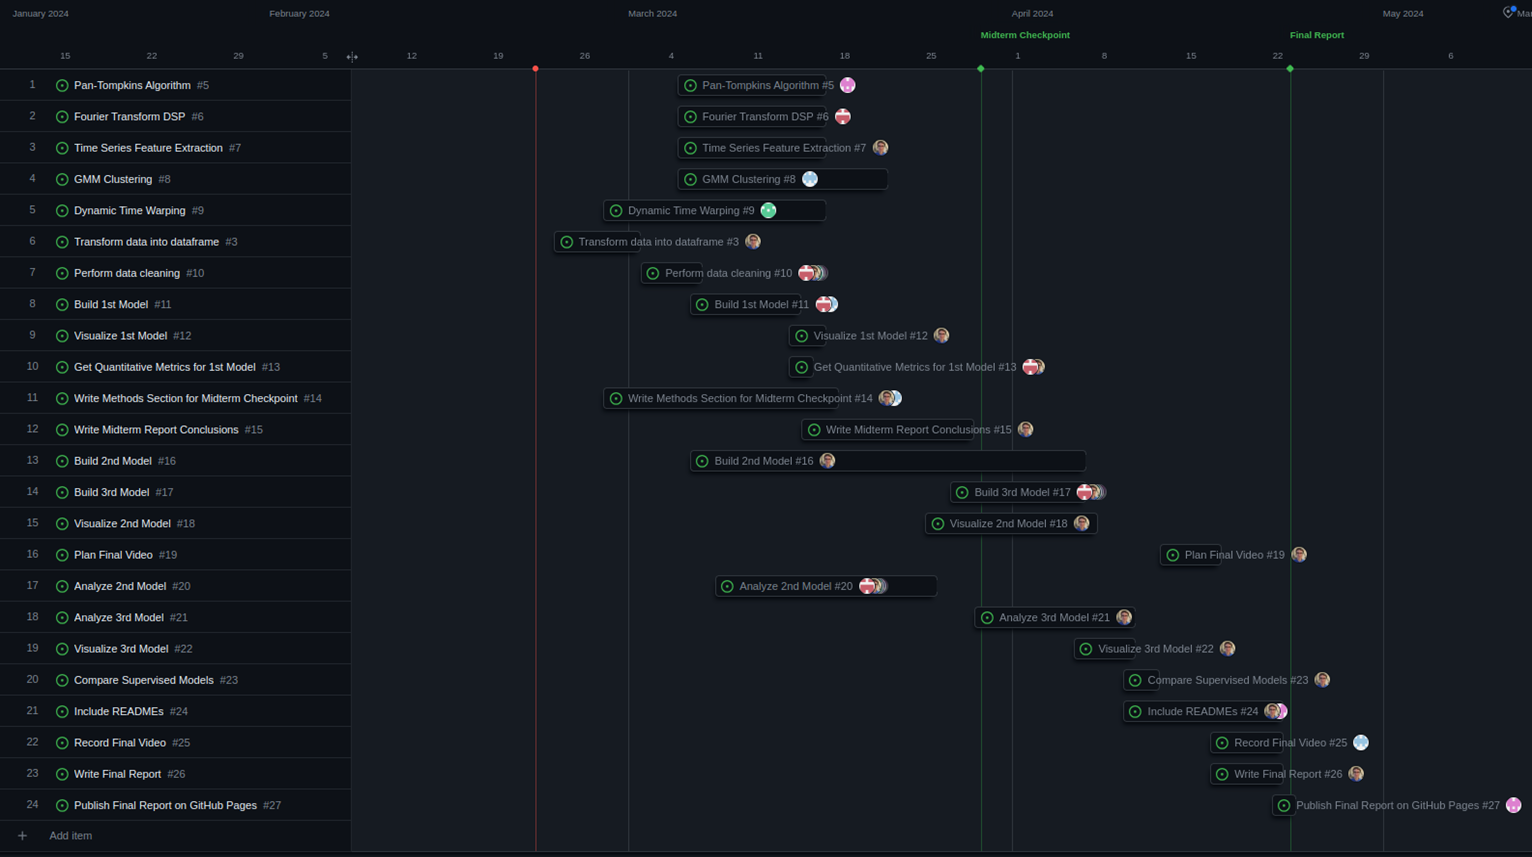 January 2024 February 2024 March 2024 April 2024 May 2024
Midterm Checkpoint Final Report
15 22 29 5 12 19 26 4 11 18 25 1 8 15 22 29 6
1 Pan-Tompkins Algorithm #5 Pan-Tompkins Algorithm #5
2 Fourier Transform DSP #6 Fourier Transform DSP #6
3 Time Series Feature Extraction #7 Time Series Feature Extraction #7
4 GMM Clustering #8 GMM Clustering #8
5 Dynamic Time Warping #9 Dynamic Time Warping #9
6 Transform data into dataframe #3 Transform data into dataframe #3
7 Perform data cleaning #10 Perform data cleaning #10
8 Build 1st Model #11 Build 1st Model #11
9 Visualize 1st Model #12 Visualize 1st Model #12
10 Get Quantitative Metrics for 1st Model #13 Get Quantitative Metrics for 1st Model #13
11 Write Methods Section for Midterm Checkpoint #14 Write Methods Section for Midterm Checkpoint #14
12 Write Midterm Report Conclusions #15 Write Midterm Report Conclusions #15
13 Build 2nd Model #16 Build 2nd Model #16
14 Build 3rd Model #17 Build 3rd Model #17
15 Visualize 2nd Model #18 Visualize 2nd Model #18
16 Plan Final Video #19 Plan Final Video #19
17 Analyze 2nd Model #20 Analyze 2nd Model #20
18 Analyze 3rd Model #21 Analyze 3rd Model #21
19 Visualize 3rd Model #22 Visualize 3rd Model #22
20 Compare Supervised Models #23 Compare Supervised Models #23
21 Include READMEs #24 Include READMEs #24
22 Record Final Video #25 Record Final Video #25
23 Write Final Report #26 Write Final Report #26
24 Publish Final Report on GitHub Pages #27 Publish Final Report on GitHub Pages #27
+ Add item